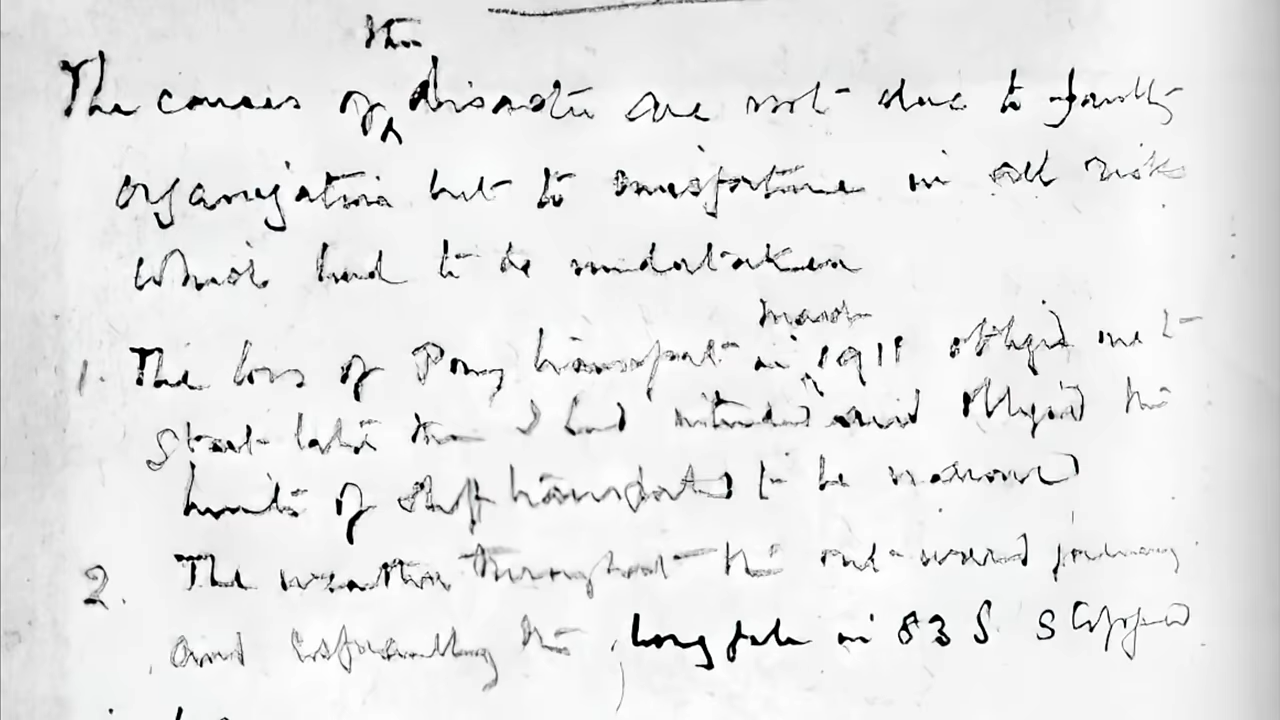 The causes of the disaster are not due to faulty
organization but to misfortune in all risks
which had to be undertaken
1. The loss of Pony transport in March 1911 obliged me to
start later than I had intended and obliged the
limits of stuff transported to be narrowed
2. The weather throughout the outward journey
and especially the long gale in 83 S stopped